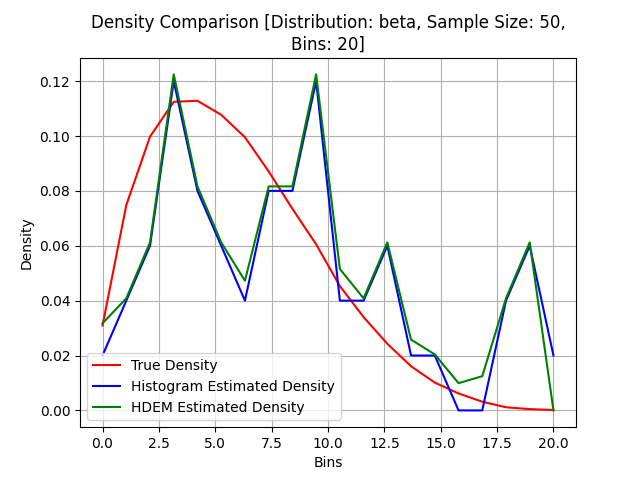 Density Comparison [Distribution: beta, Sample Size: 50,
Bins: 20]
Density
0.12
0.10
0.08
0.06
0.04
0.02
0.00
True Density
Histogram Estimated Density
HDEM Estimated Density
0.0 2.5 5.0 7.5 10.0 12.5 15.0 17.5 20.0
Bins